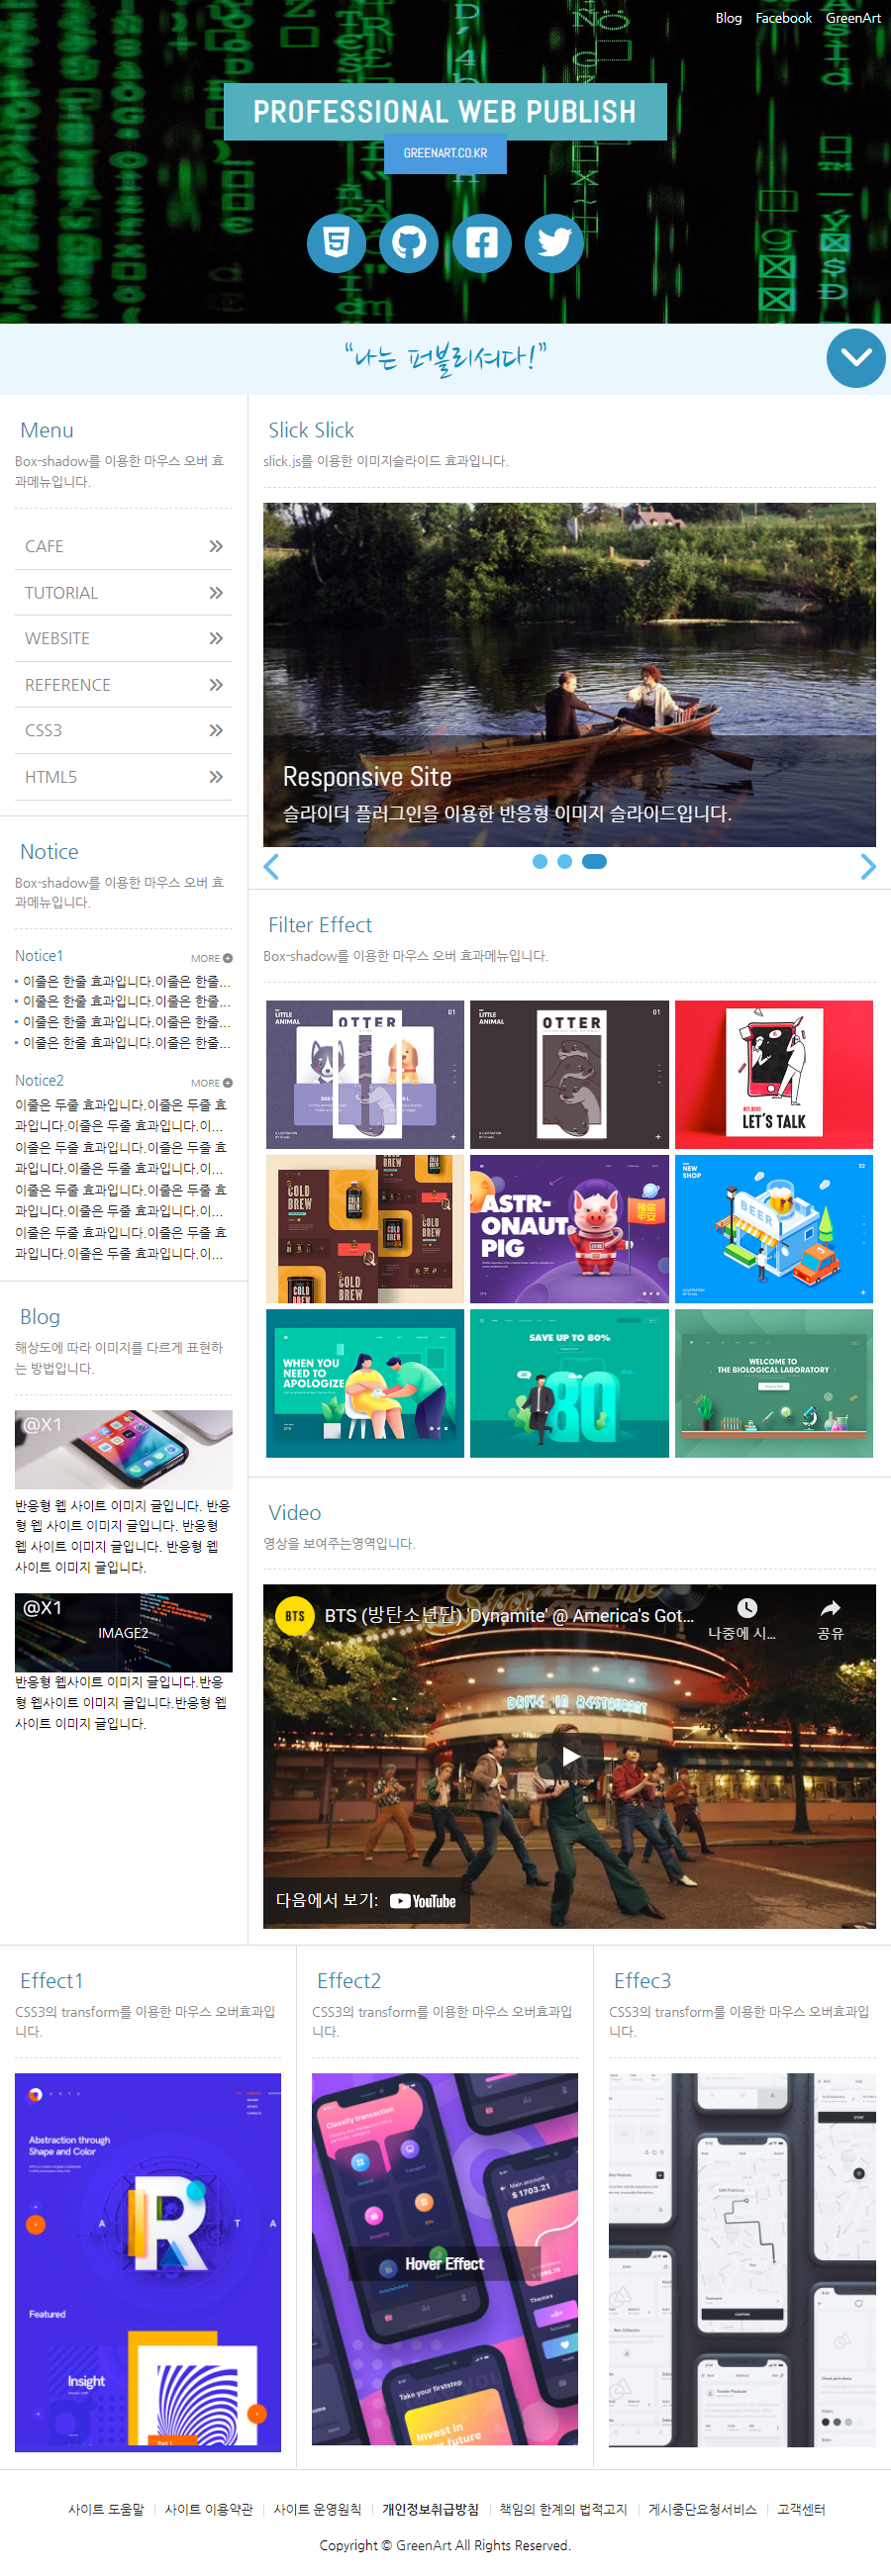 Blog Facebook GreenArt
PROFESSIONAL WEB PUBLISH
GREENART.CO.KR
“나는 퍼블리셔다!”
Menu
Box-shadow를 이용한 마우스 오버 효
과메뉴입니다.
CAFE
TUTORIAL
WEBSITE
REFERENCE
CSS3
HTML5
Notice
Box-shadow를 이용한 마우스 오버 효
과메뉴입니다.
Notice1 MORE
이줄은 한줄 효과입니다.이줄은 한줄...
이줄은 한줄 효과입니다.이줄은 한줄...
이줄은 한줄 효과입니다.이줄은 한줄...
이줄은 한줄 효과입니다.이줄은 한줄...
Notice2 MORE
이줄은 두줄 효과입니다.이줄은 두줄 효
과입니다.이줄은 두줄 효과입니다.이...
이줄은 두줄 효과입니다.이줄은 두줄 효
과입니다.이줄은 두줄 효과입니다.이...
이줄은 두줄 효과입니다.이줄은 두줄 효
과입니다.이줄은 두줄 효과입니다.이...
이줄은 두줄 효과입니다.이줄은 두줄 효
과입니다.이줄은 두줄 효과입니다.이...
Blog
해상도에 따라 이미지를 다르게 표현하
는 방법입니다.
@X1
반응형 웹 사이트 이미지 글입니다. 반응
형 웹 사이트 이미지 글입니다. 반응형
웹 사이트 이미지 글입니다. 반응형 웹
사이트 이미지 글입니다.
@X1
IMAGE2
반응형 웹사이트 이미지 글입니다.반응
형 웹사이트 이미지 글입니다.반응형 웹
사이트 이미지 글입니다.
Slick Slick
slick.js를 이용한 이미지슬라이드 효과입니다.
Responsive Site
슬라이더 플러그인을 이용한 반응형 이미지 슬라이드입니다.
Filter Effect
Box-shadow를 이용한 마우스 오버 효과메뉴입니다.
LITTLE
ANIMAL
OTTER
01
LITTLE
ANIMAL
OTTER
01
LET'S TALK
COLD
BREW
COLD
BREW
COLD
BREW
ASTR-
ONAUT
PIG
NEW
SHOP
02
BEER
WHEN YOU
NEED TO
APOLOGIZE
SAVE UP TO 80%
80
WELCOME TO
THE BIOLOGICAL LABORATORY
Video
영상을 보여주는영역입니다.
BTS
BTS (방탄소년단) 'Dynamite' @ America's Got...
나중에 시...
공유
DRIVE IN RESTAURANT
다음에서 보기: YouTube
Effect1
CSS3의 transform를 이용한 마우스 오버효과입
니다.
Abstraction through
Shape and Color
R
A T A
Featured
Insight
Effect2
CSS3의 transform를 이용한 마우스 오버효과입
니다.
Classify transaction
Main account
$ 1703.21
Hover Effect
Themes
Take your firststep
Invest in
your future
Effec3
CSS3의 transform를 이용한 마우스 오버효과입
니다.
사이트 도움말 | 사이트 이용약관 | 사이트 운영원칙 | 개인정보취급방침 | 책임의 한계의 법적고지 | 게시중단요청서비스 | 고객센터
Copyright © GreenArt All Rights Reserved.